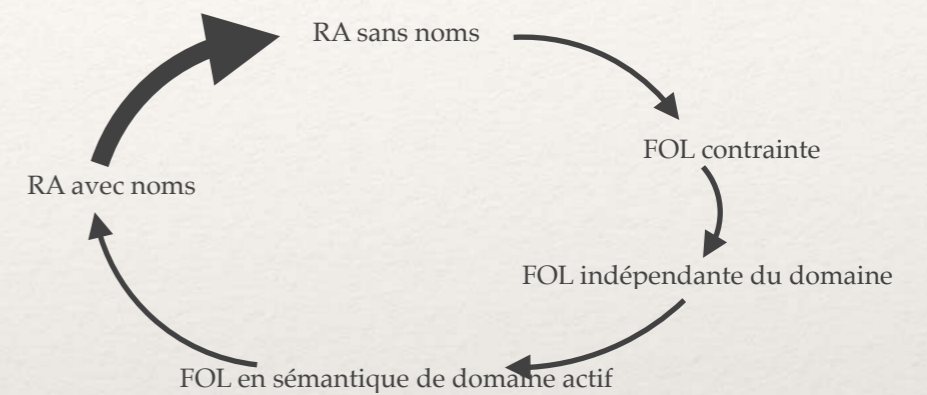 RA sans noms
FOL contrainte
RA avec noms
FOL indépendante du domaine
FOL en sémantique de domaine actif